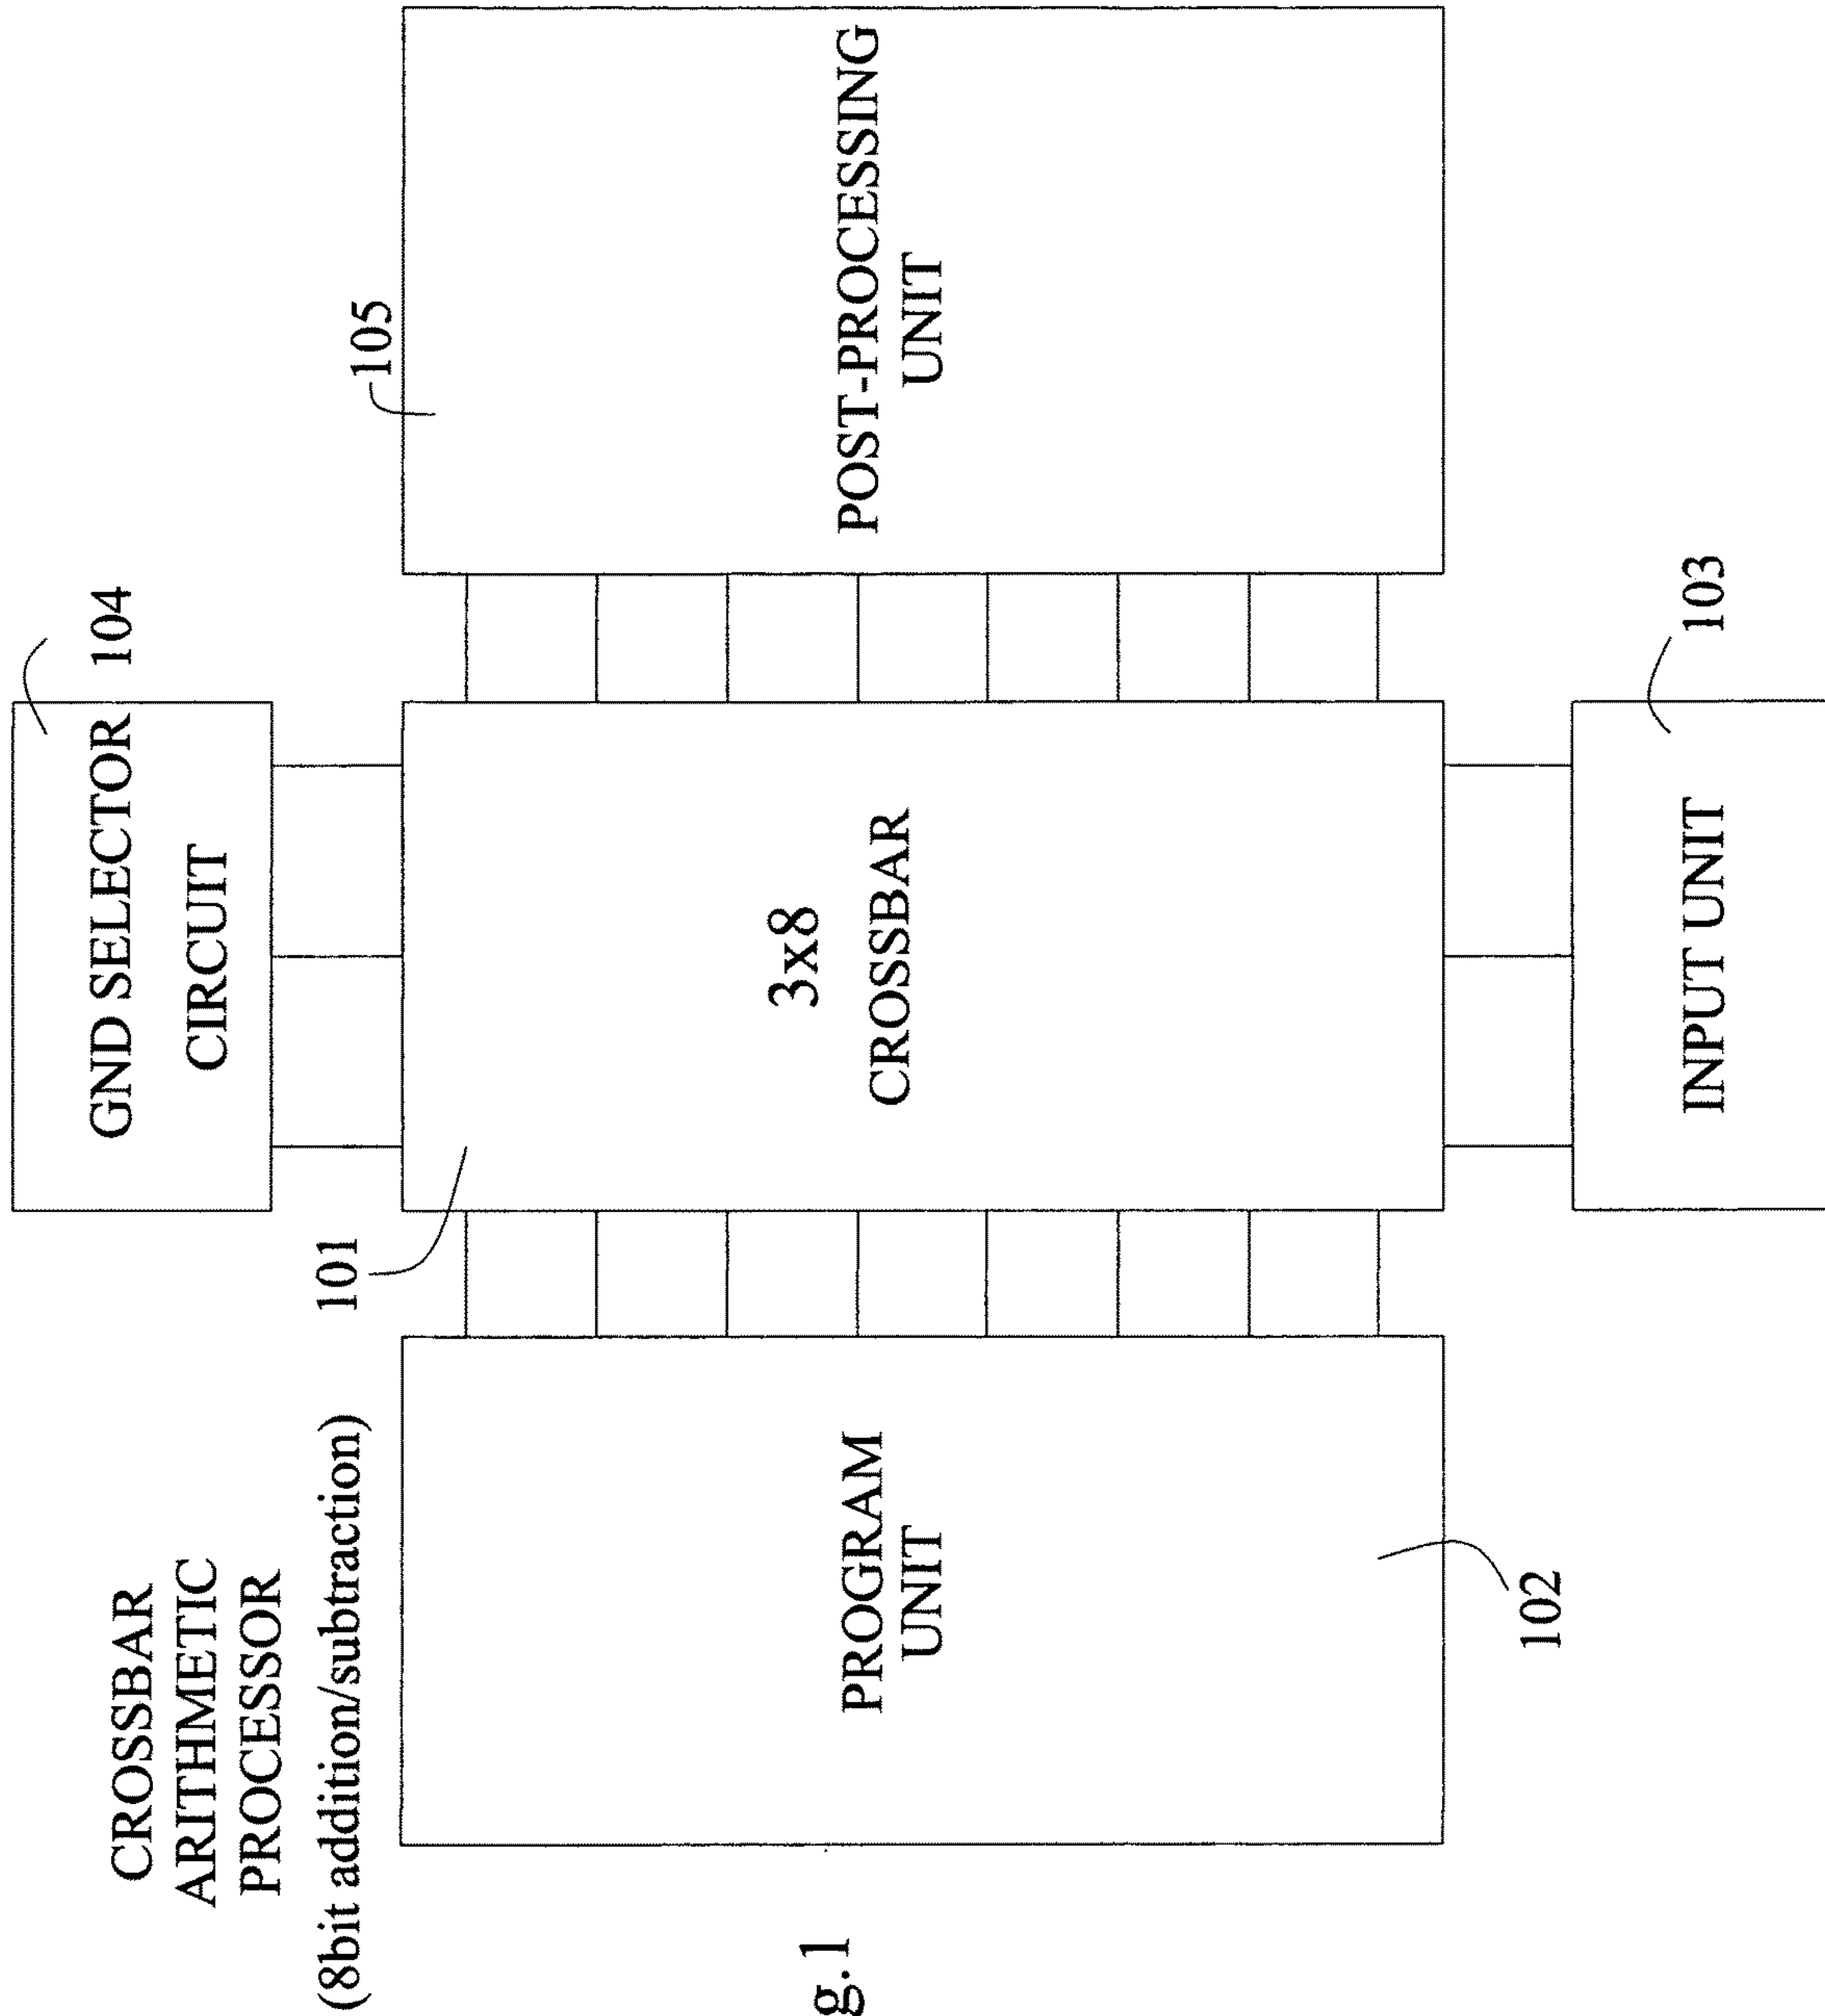 CROSSBAR
ARITHMETIC
PROCESSOR
(8bit addition/subtraction)
GND SELECTOR
CIRCUIT
104
101
105
g.1
PROGRAM
UNIT
3x8
CROSSBAR
POST-PROCESSING
UNIT
102
INPUT UNIT
103